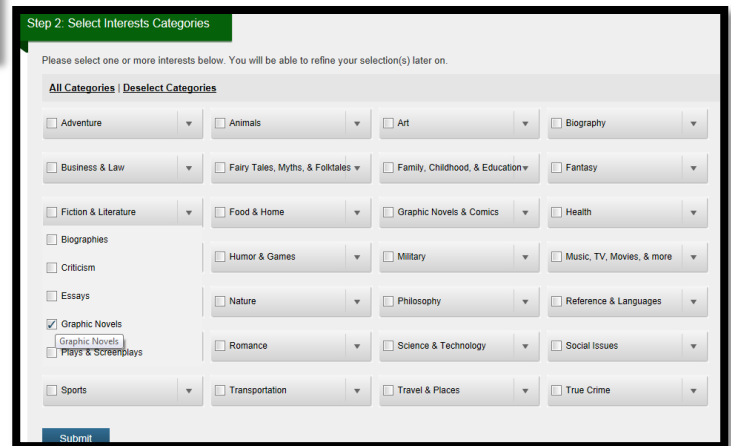 Step 2: Select Interests Categories
Please select one or more interests below. You will be able to refine your selection(s) later on.
All Categories | Deselect Categories
Adventure Animals Art Biography
Business & Law Fairy Tales, Myths, & Folktales Family, Childhood, & Education Fantasy
Fiction & Literature Food & Home Graphic Novels & Comics Health
Biographies
Humor & Games Military Music, TV, Movies, & more
Criticism
Essays
Nature Philosophy Reference & Languages
Graphic Novels
Graphic Novels
Romance Science & Technology Social Issues
Plays & Screenplays
Sports Transportation Travel & Places True Crime
Submit